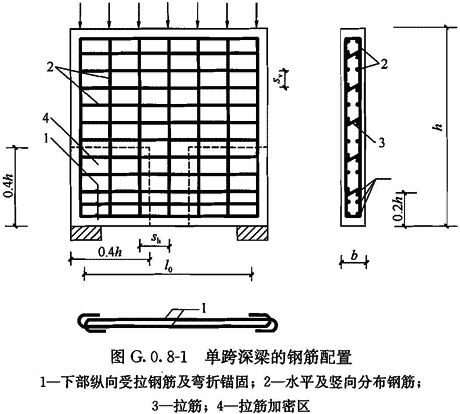 2
4
1
0.4h
0.4h
sₕ
sᵥ
l₀
2
3
h
0.2h
b
1
图 G.0.8-1 单跨深梁的钢筋配置
1—下部纵向受拉钢筋及弯折锚固；2—水平及竖向分布钢筋；
3—拉筋；4—拉筋加密区